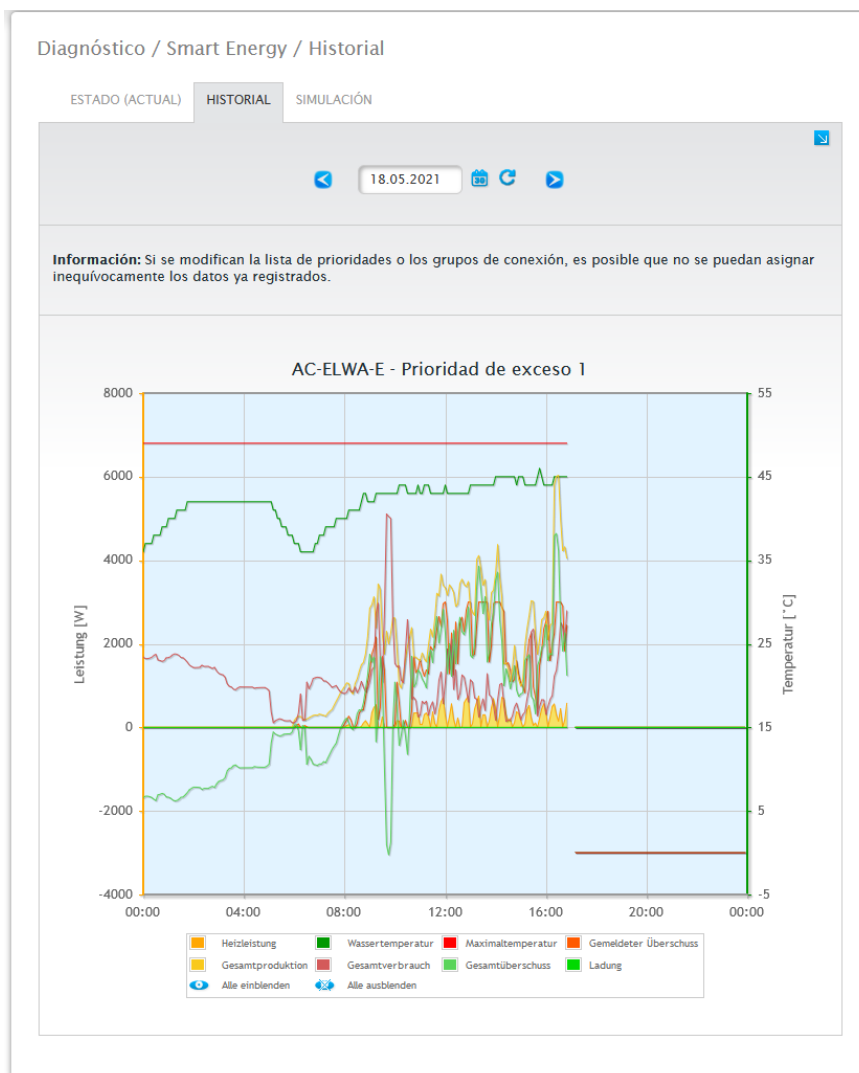 Diagnóstico / Smart Energy / Historial
ESTADO (ACTUAL) HISTORIAL SIMULACIÓN
18.05.2021 30
Información: Si se modifican la lista de prioridades o los grupos de conexión, es posible que no se puedan asignar
inequívocamente los datos ya registrados.
AC-ELWA-E - Prioridad de exceso 1
8000 55
6000 45
4000 35
2000 25
0 15
-2000 5
-4000 -5
Leistung [W]
Temperatur [°C]
00:00 04:00 08:00 12:00 16:00 20:00 00:00
Heizleistung Wassertemperatur Maximaltemperatur Gemeldeter Überschuss
Gesamtproduktion Gesamtverbrauch Gesamtüberschuss Ladung
Alle einblenden Alle ausblenden